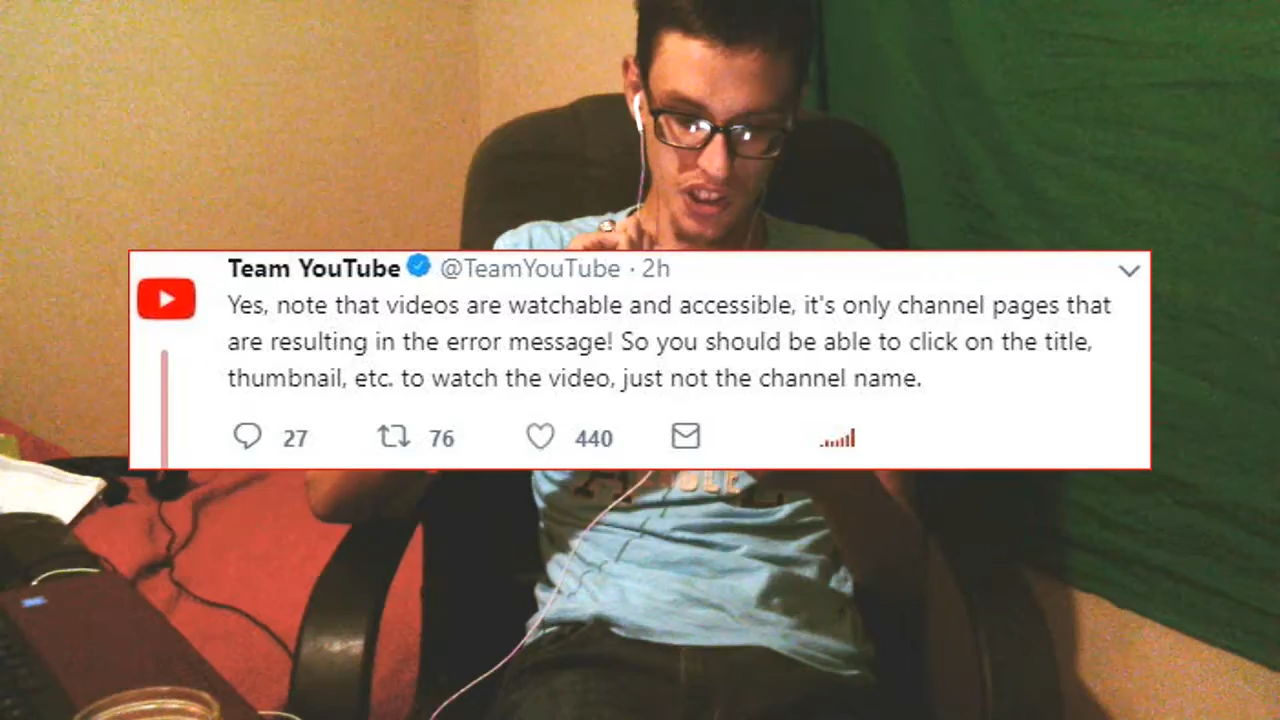 Team YouTube @TeamYouTube · 2h
Yes, note that videos are watchable and accessible, it's only channel pages that
are resulting in the error message! So you should be able to click on the title,
thumbnail, etc. to watch the video, just not the channel name.
27 76 440